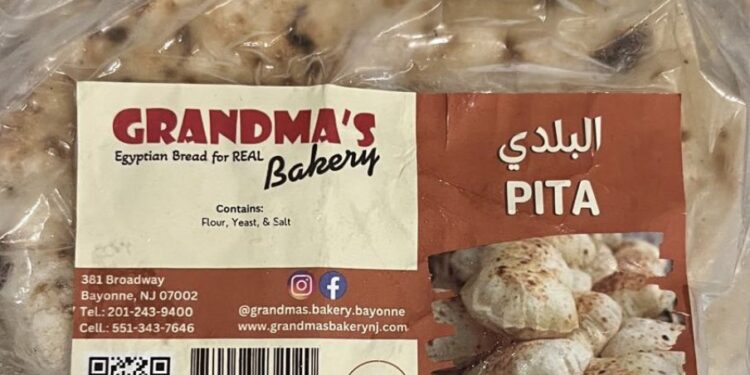 GRANDMA'S
Egyptian Bread for REAL
Bakery
Contains:
Flour, Yeast, & Salt
381 Broadway
Bayonne, NJ 07002
Tel.: 201-243-9400
Cell.: 551-343-7646
@grandmas.bakery.bayonne
www.grandmasbakerynj.com
البلدي
PITA